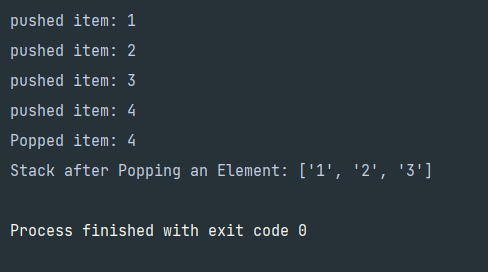 pushed item: 1
pushed item: 2
pushed item: 3
pushed item: 4
Popped item: 4
Stack after Popping an Element: ['1', '2', '3']
Process finished with exit code 0